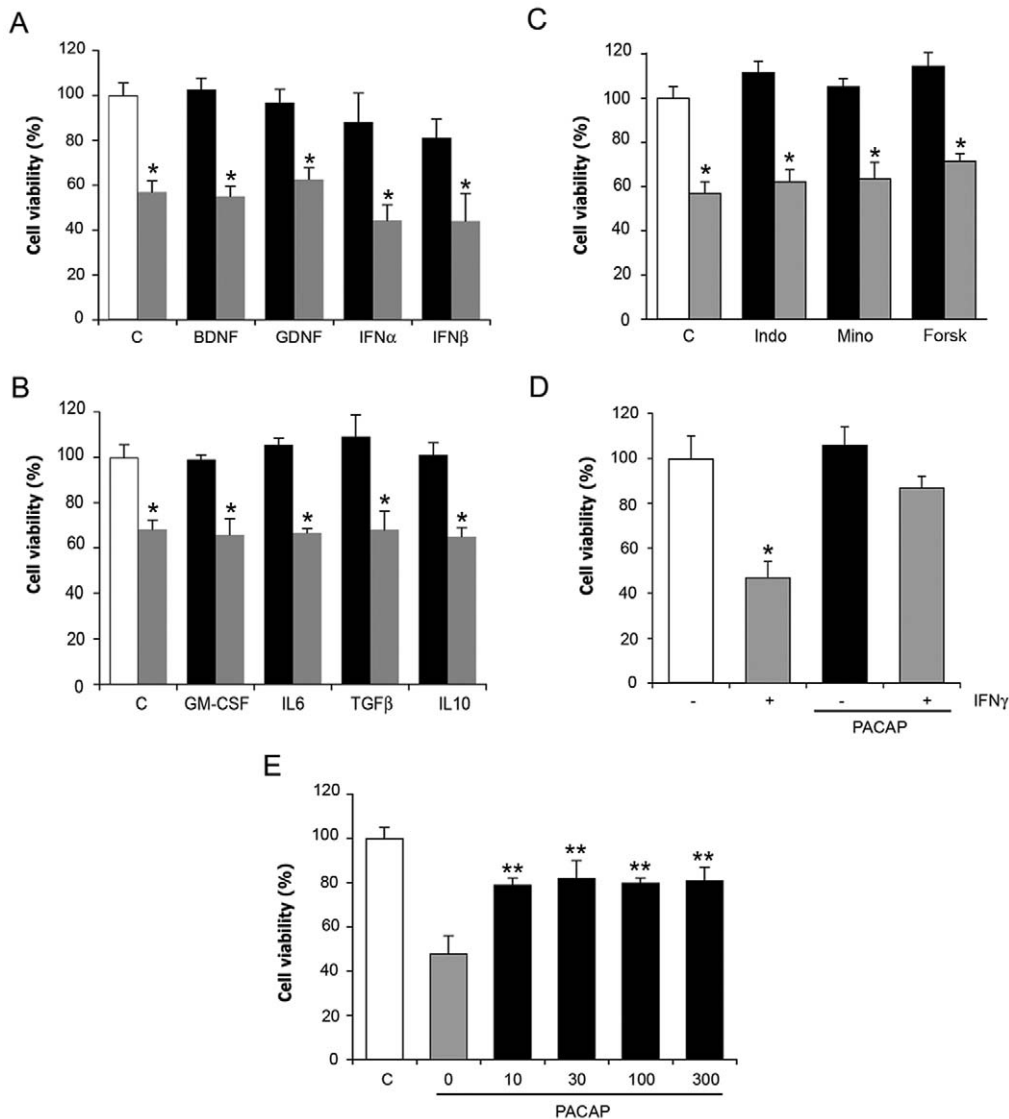 A
120
100
80
60
40
20
0
Cell viability (%)
* * * * *
C BDNF GDNF IFNα IFNβ
B
120
100
80
60
40
20
0
Cell viability (%)
* * * * *
C GM-CSF IL6 TGFβ IL10
C
120
100
80
60
40
20
0
Cell viability (%)
* * * *
C Indo Mino Forsk
D
120
100
80
60
40
20
0
Cell viability (%)
*
- + - + IFNγ
PACAP
E
120
100
80
60
40
20
0
Cell viability (%)
** ** ** **
C 0 10 30 100 300
PACAP